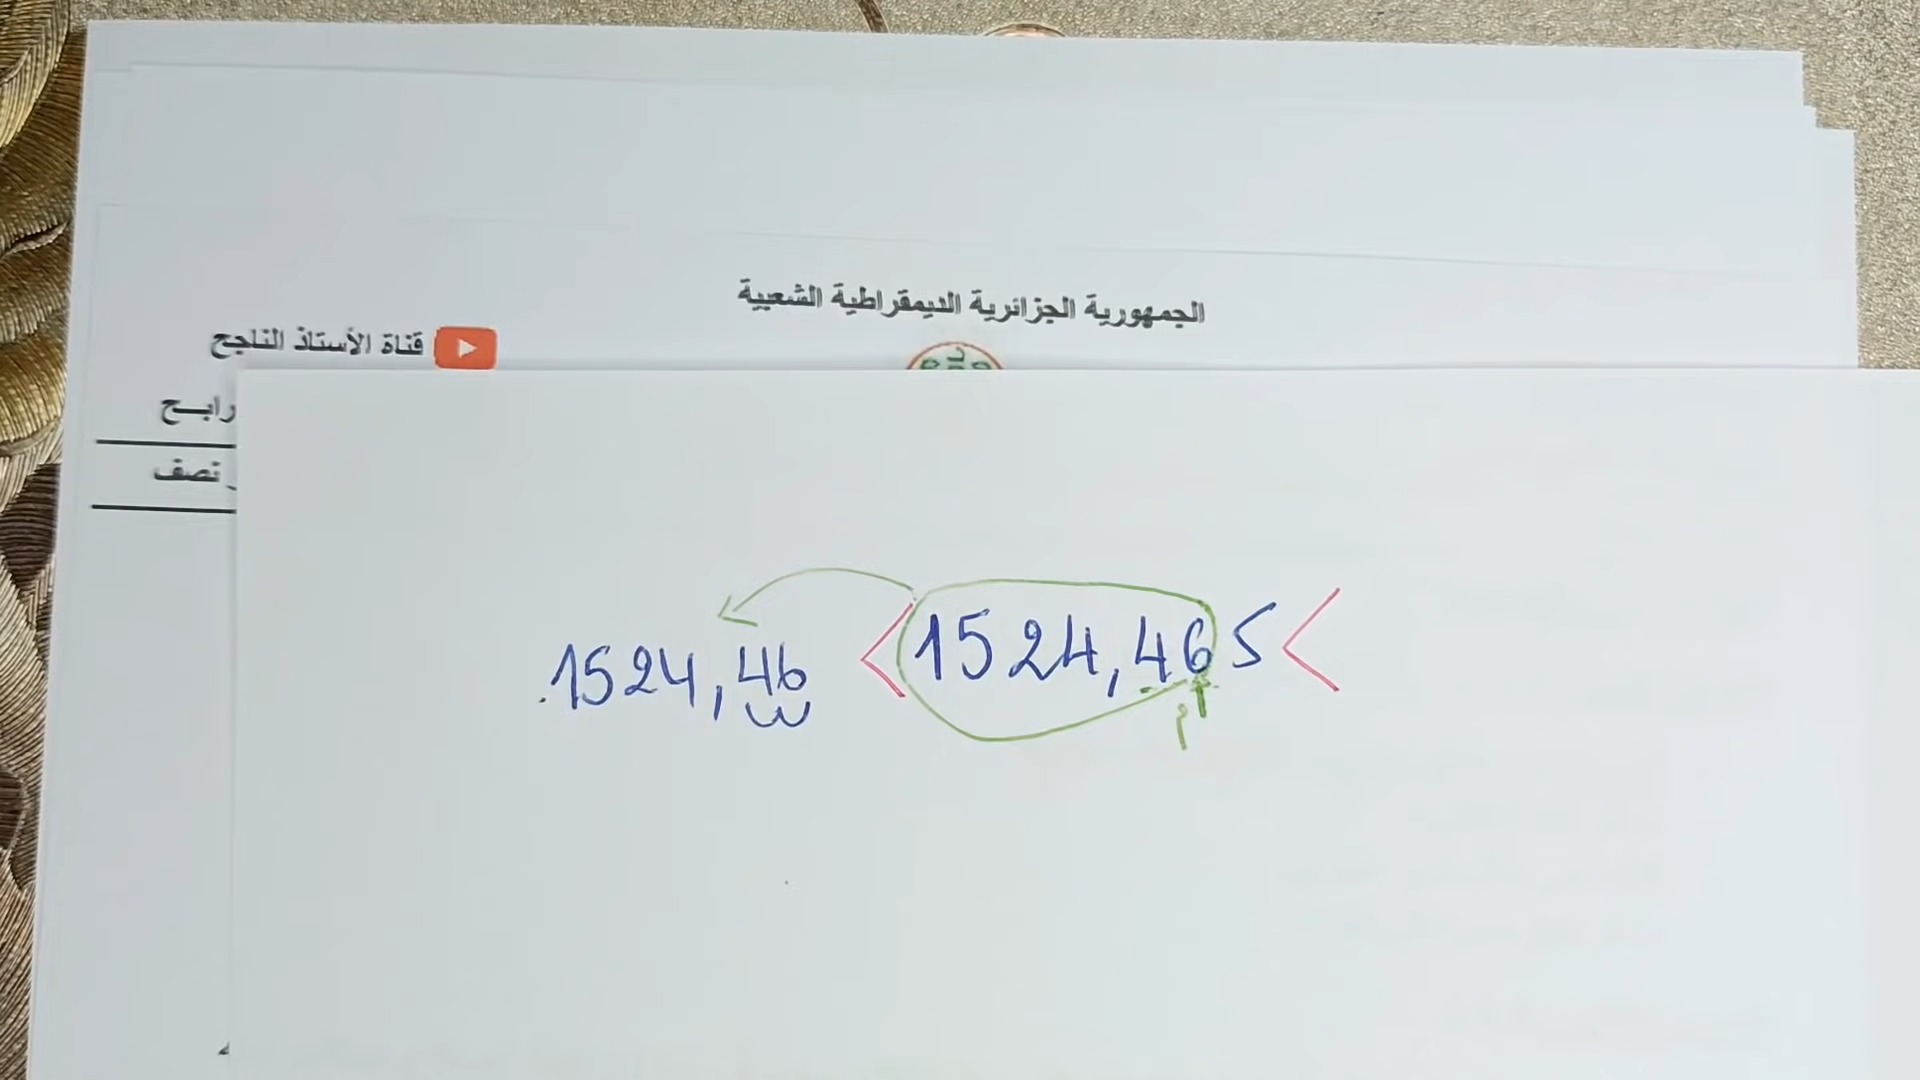 الجمهورية الجزائرية الديمقراطية الشعبية
قناة الأستاذ الناجح
رابح
نصف
1524,46 < 1524,465 <
م